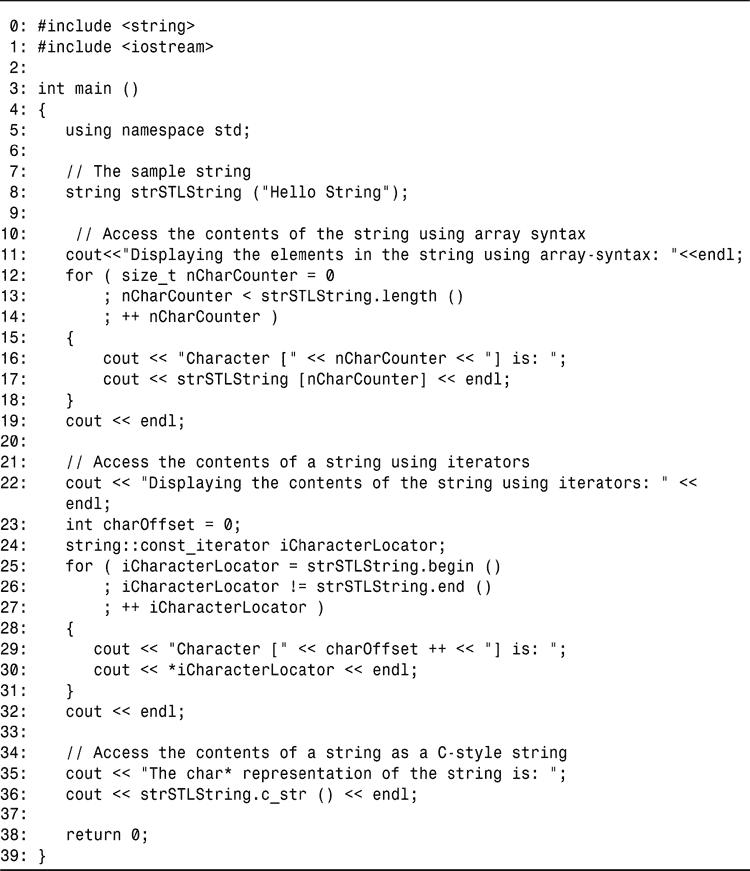 0: #include <string>
1: #include <iostream>
2:
3: int main ()
4: {
5:    using namespace std;
6:
7:    // The sample string
8:    string strSTLString ("Hello String");
9:
10:     // Access the contents of the string using array syntax
11:    cout<<"Displaying the elements in the string using array-syntax: "<<endl;
12:    for ( size_t nCharCounter = 0
13:        ; nCharCounter < strSTLString.length ()
14:        ; ++ nCharCounter )
15:    {
16:        cout << "Character [" << nCharCounter << "] is: ";
17:        cout << strSTLString [nCharCounter] << endl;
18:    }
19:    cout << endl;
20:
21:    // Access the contents of a string using iterators
22:    cout << "Displaying the contents of the string using iterators: " <<
endl;
23:    int charOffset = 0;
24:    string::const_iterator iCharacterLocator;
25:    for ( iCharacterLocator = strSTLString.begin ()
26:        ; iCharacterLocator != strSTLString.end ()
27:        ; ++ iCharacterLocator )
28:    {
29:       cout << "Character [" << charOffset ++ << "] is: ";
30:       cout << *iCharacterLocator << endl;
31:    }
32:    cout << endl;
33:
34:    // Access the contents of a string as a C-style string
35:    cout << "The char* representation of the string is: ";
36:    cout << strSTLString.c_str () << endl;
37:
38:    return 0;
39: }